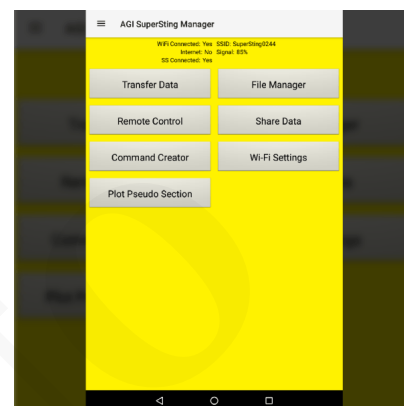 AGI SuperSting Manager
WiFi Connected: Yes SSID: SuperSting0244
Internet: No Signal: 85%
SS Connected: Yes
Transfer Data File Manager
Remote Control Share Data
Command Creator Wi-Fi Settings
Plot Pseudo Section